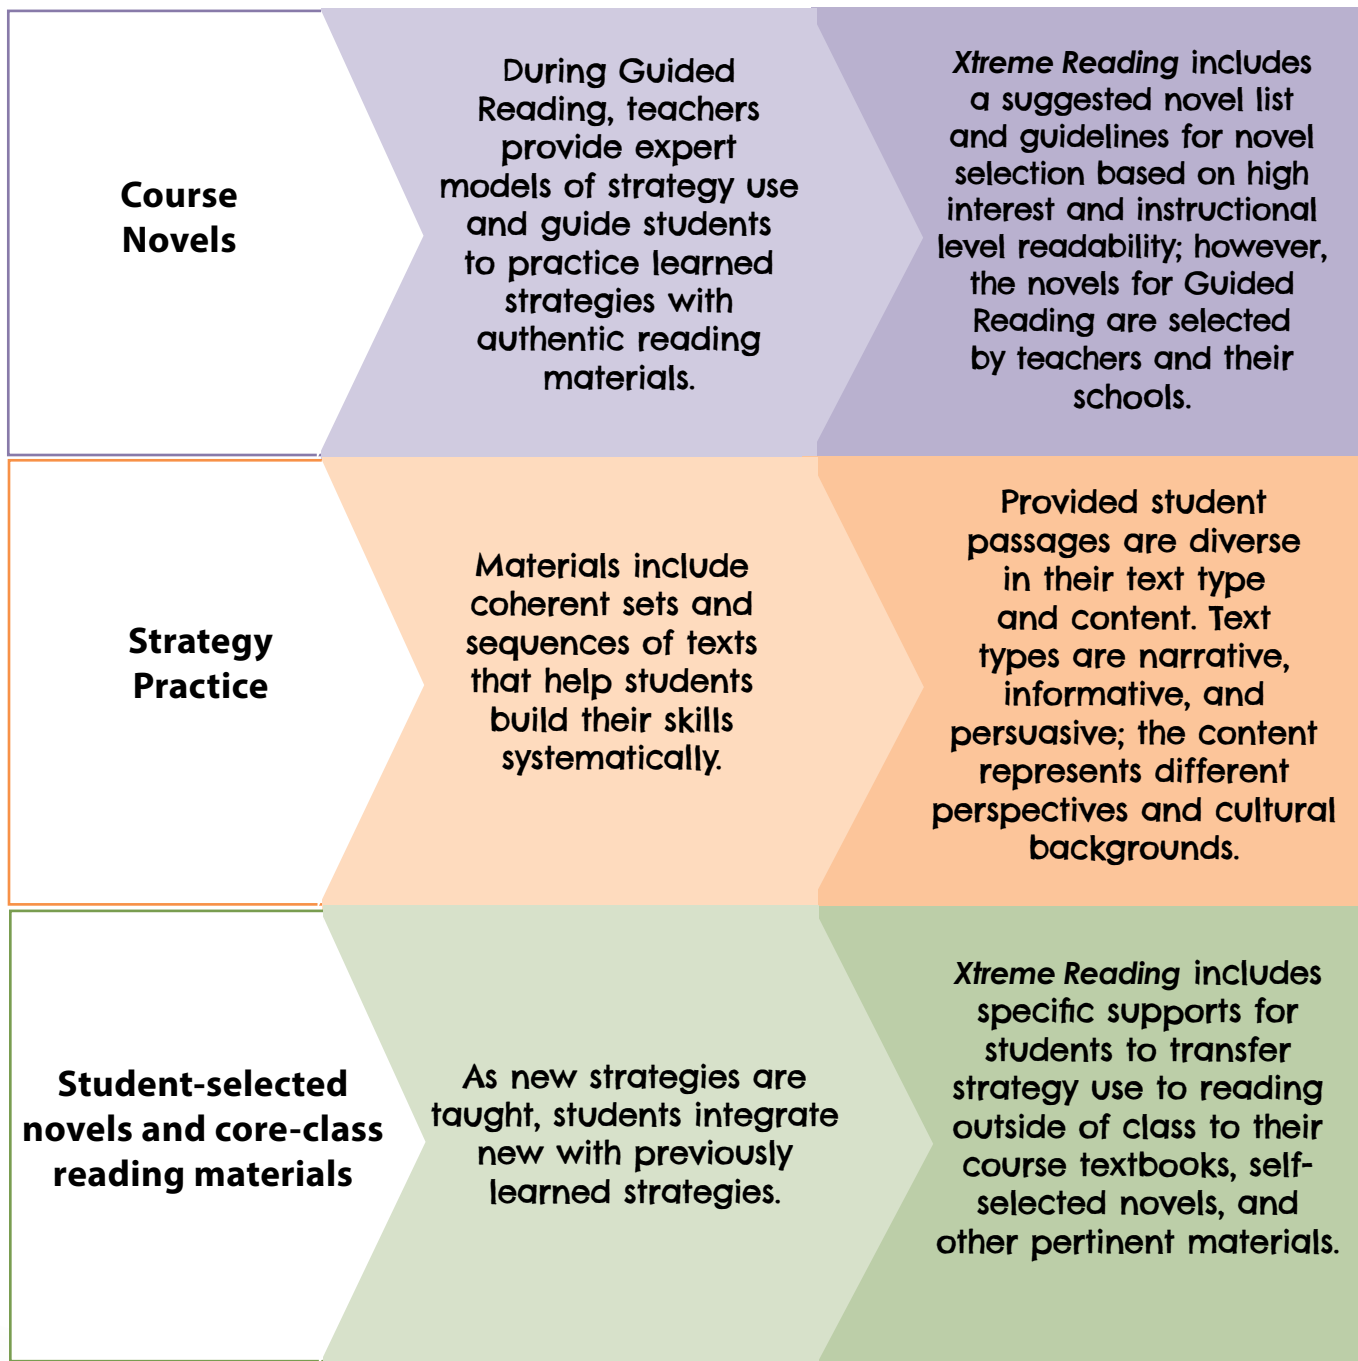 Course
Novels
During Guided
Reading, teachers
provide expert
models of strategy use
and guide students
to practice learned
strategies with
authentic reading
materials.
Xtreme Reading includes
a suggested novel list
and guidelines for novel
selection based on high
interest and instructional
level readability; however,
the novels for Guided
Reading are selected
by teachers and their
schools.
Strategy
Practice
Materials include
coherent sets and
sequences of texts
that help students
build their skills
systematically.
Provided student
passages are diverse
in their text type
and content. Text
types are narrative,
informative, and
persuasive; the content
represents different
perspectives and cultural
backgrounds.
Student-selected
novels and core-class
reading materials
As new strategies are
taught, students integrate
new with previously
learned strategies.
Xtreme Reading includes
specific supports for
students to transfer
strategy use to reading
outside of class to their
course textbooks, self-
selected novels, and
other pertinent materials.